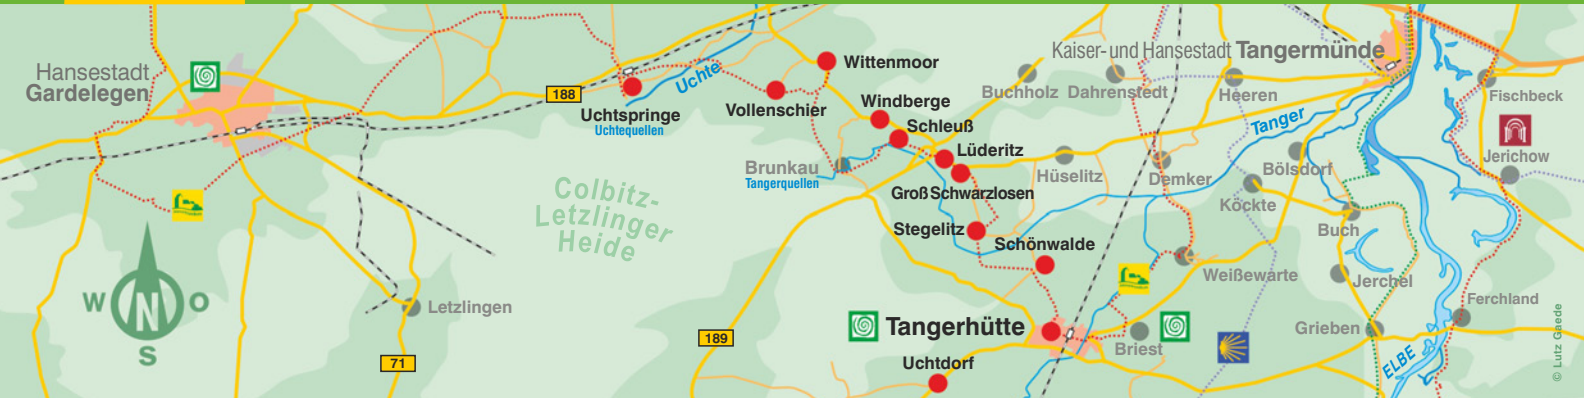 Hansestadt
Gardelegen
188
Uchtspringe
Uchtequellen
Uchte
Vollenschier
Wittenmoor
Windberge
Schleuß
Lüderitz
Groß Schwarzlosen
Brunkau
Tangerquellen
Stegelitz
Schönwalde
Colbitz-
Letzlinger
Heide
Kaiser- und Hansestadt Tangermünde
Buchholz
Dahrenstedt
Heeren
Fischbeck
Tanger
Jerichow
Hüselitz
Demker
Bölsdorf
Köckte
Buch
Weißewarte
Jerchel
Ferchland
Grieben
W
N
O
S
Letzlingen
71
189
Tangerhütte
Briest
Uchtdorf
ELBE
© Lutz Gaede